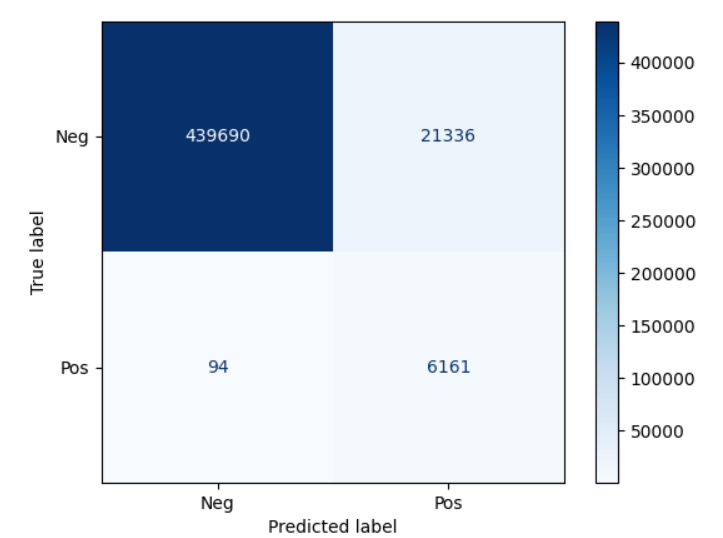 Neg
439690
21336
Pos
94
6161
True label
Neg
Pos
Predicted label
400000
350000
300000
250000
200000
150000
100000
50000